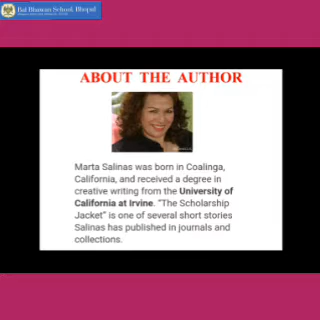 Bal Bhawan School, Bhopal
ABOUT THE AUTHOR
Marta Salinas was born in Coalinga,
California, and received a degree in
creative writing from the University of
California at Irvine. "The Scholarship
Jacket" is one of several short stories
Salinas has published in journals and
collections.